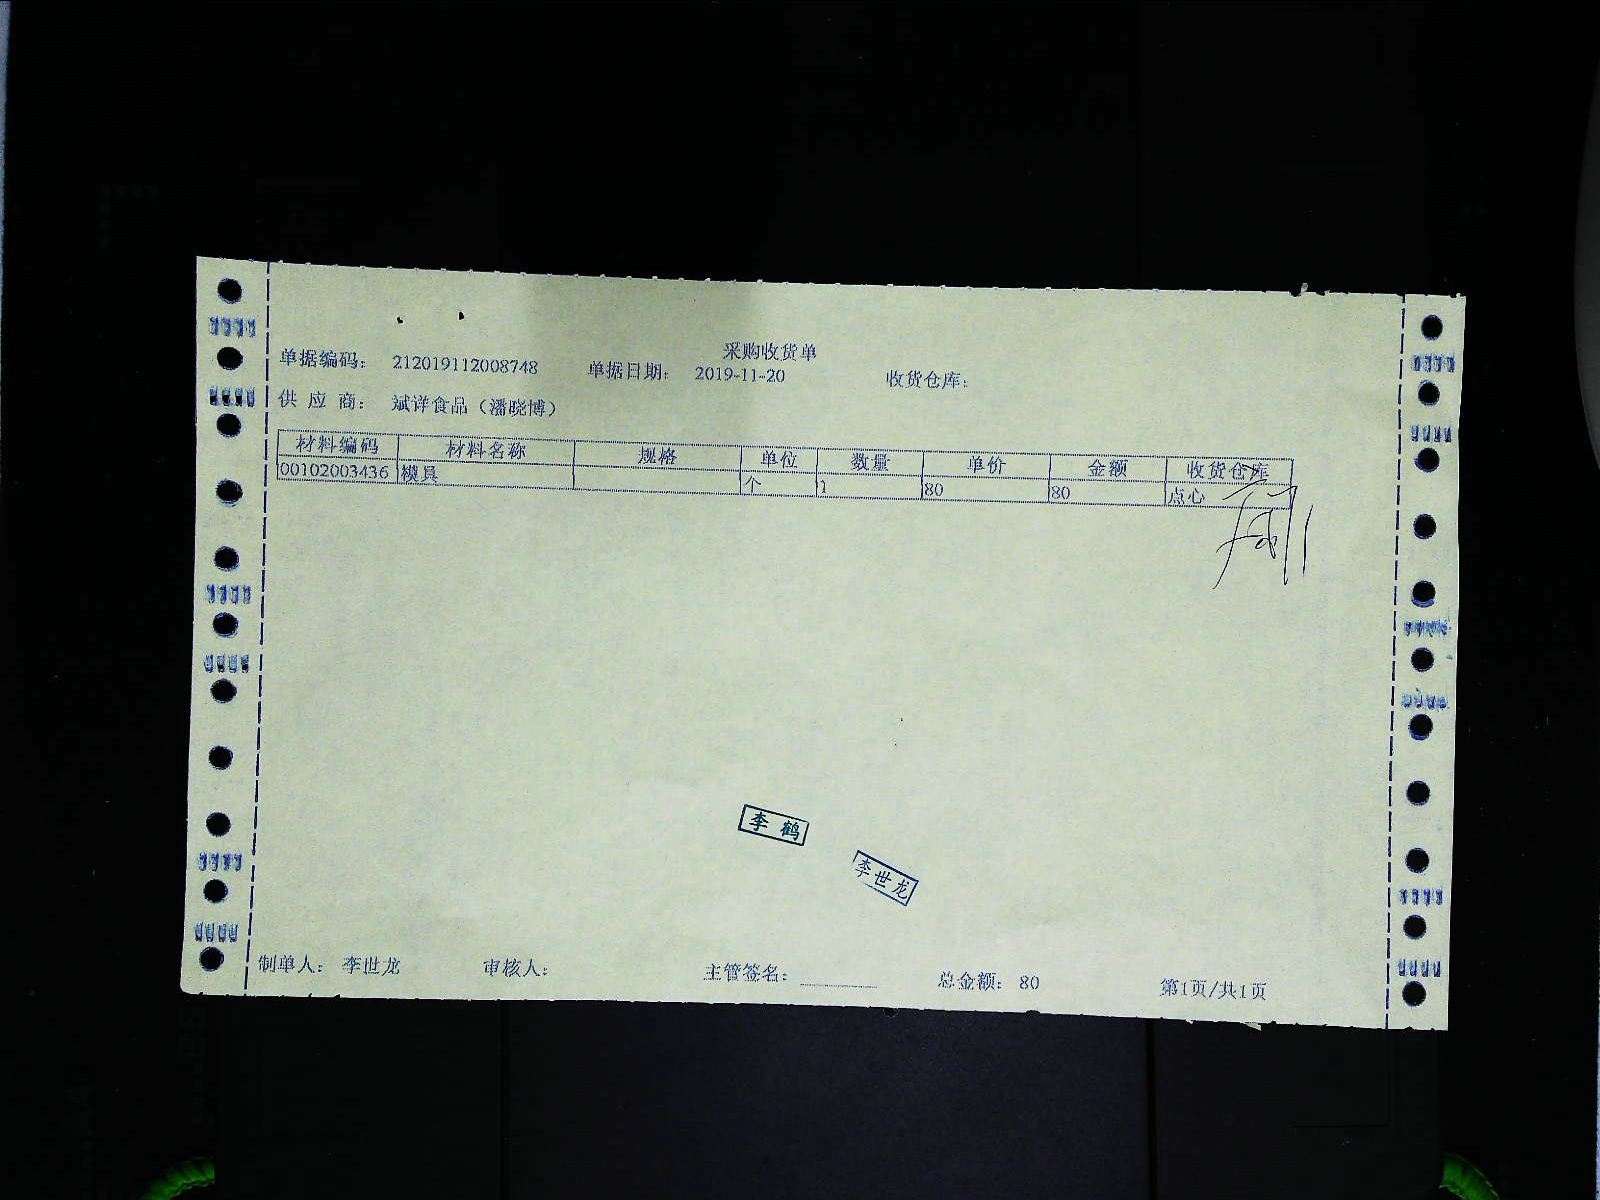 采购收货单
单据编码： 212019112008748 单据日期： 2019-11-20 收货仓库：
供 应 商： 斌详食品（潘晓博）
材料编码 材料名称 规格 单位 数量 单价 金额 收货仓库
00102003436 模具 个 1 80 80 点心
李 鹤
李世龙
制单人： 李世龙 审核人： 主管签名： 总金额： 80 第1页/共1页